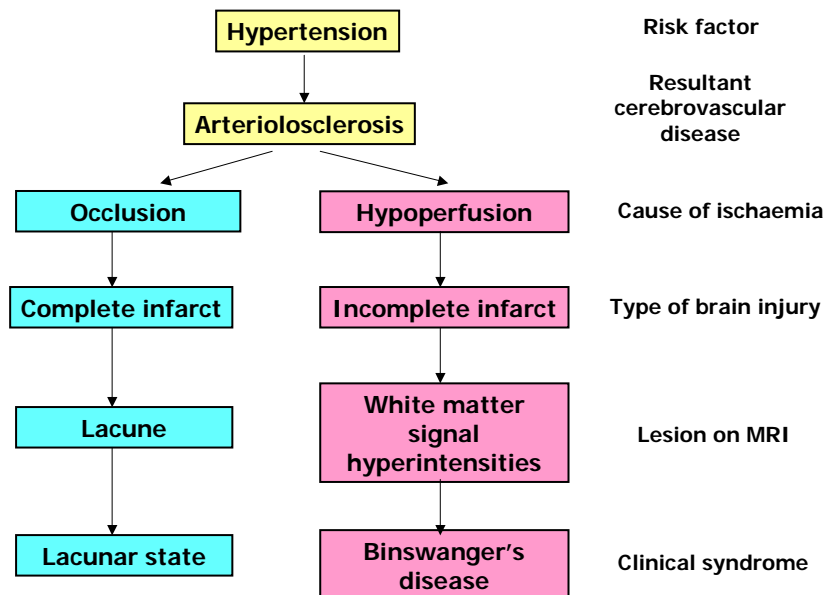 Hypertension
Risk factor
Resultant
cerebrovascular
disease
Arteriolosclerosis
Occlusion
Hypoperfusion
Cause of ischaemia
Complete infarct
Incomplete infarct
Type of brain injury
Lacune
White matter
signal
hyperintensities
Lesion on MRI
Lacunar state
Binswanger’s
disease
Clinical syndrome